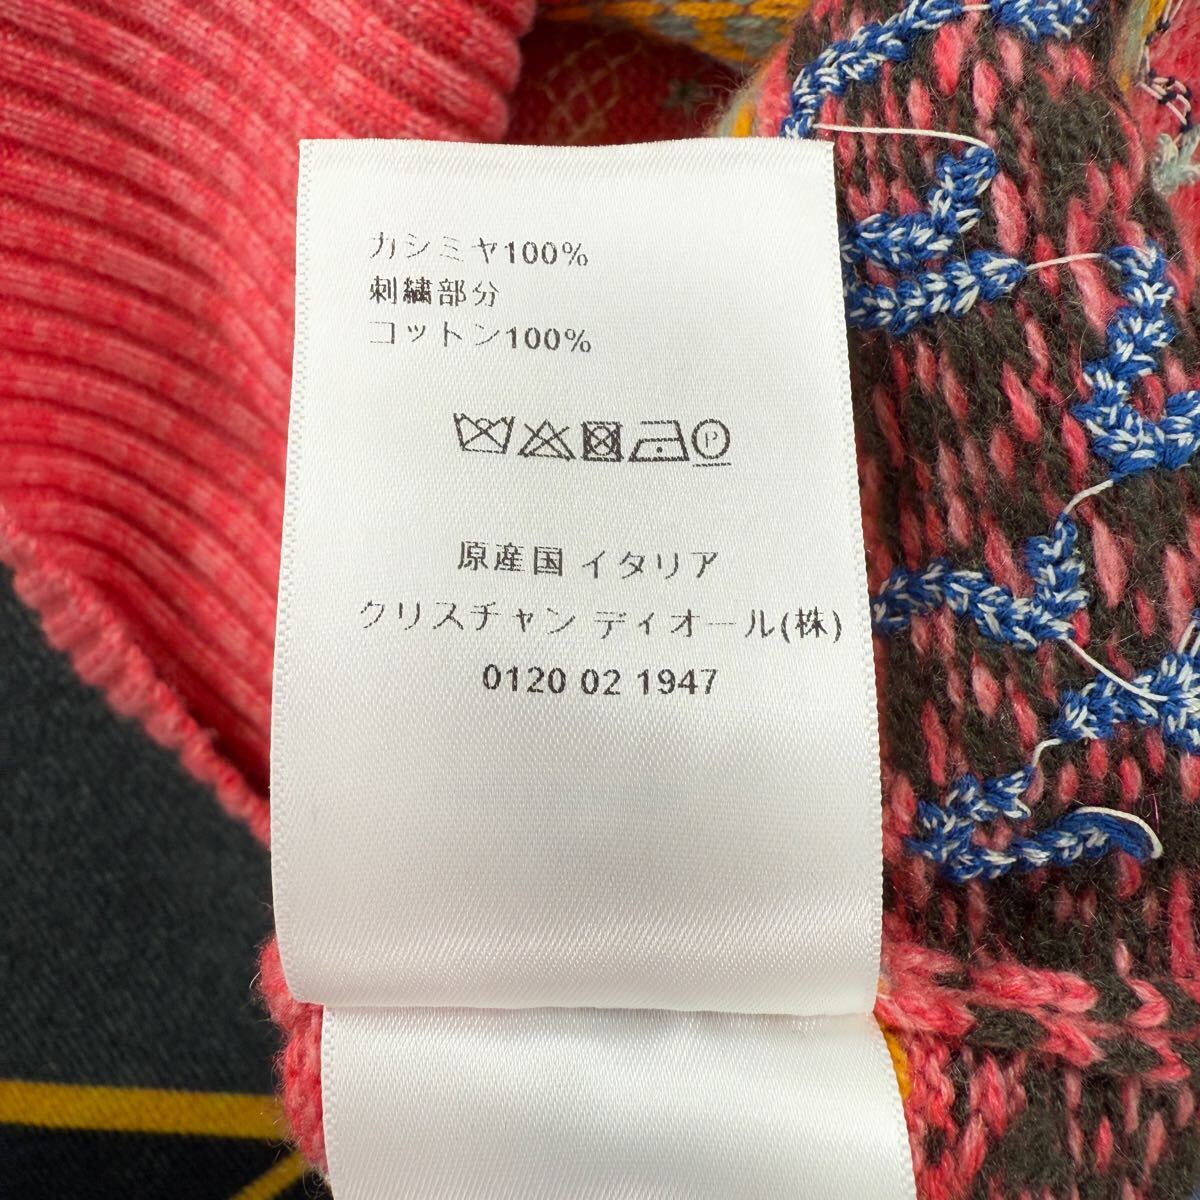 カシミヤ100%
刺繍部分
コットン100%
P
原産国 イタリア
クリスチャン ディオール(株)
0120 02 1947